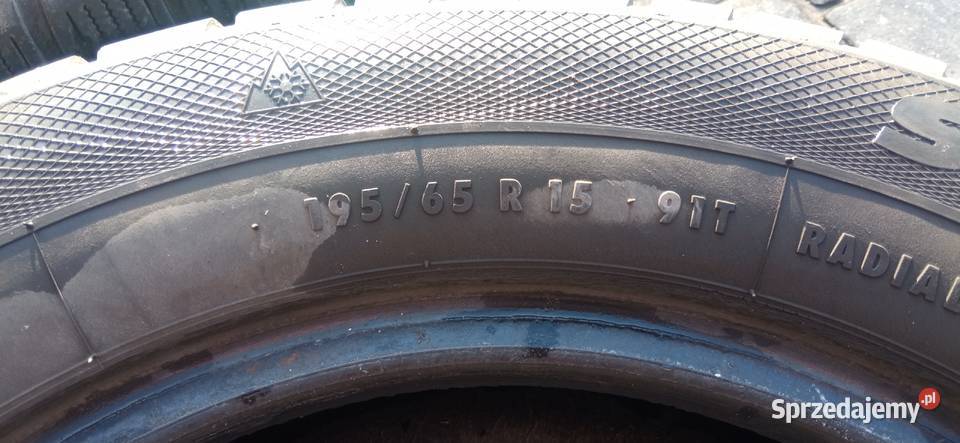 195/65 R 15 91T
RADIAL
Sprzedajemy.pl